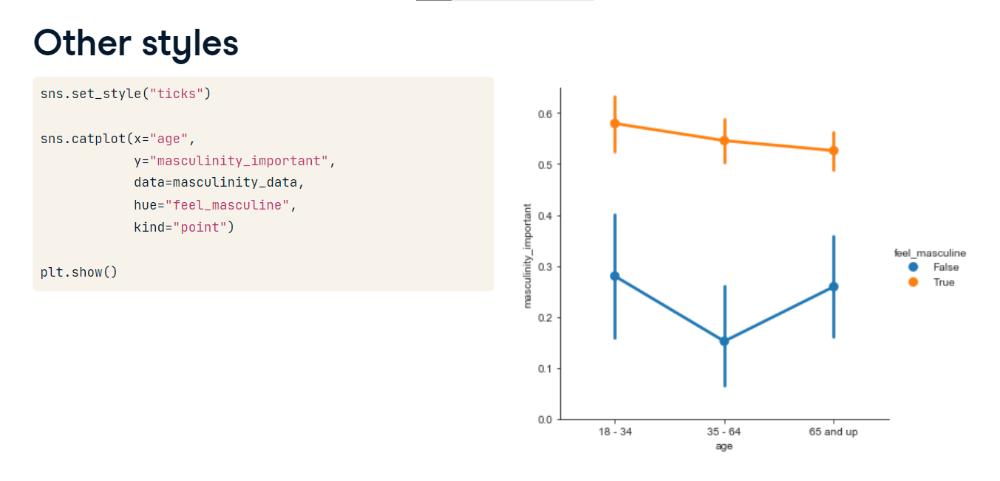 Other styles
sns.set_style("ticks")
sns.catplot(x="age",
y="masculinity_important",
data=masculinity_data,
hue="feel_masculine",
kind="point")
plt.show()
0.6
0.5
0.4
0.3
0.2
0.1
0.0
masculinity_important
18 - 34
35 - 64
65 and up
age
feel_masculine
False
True